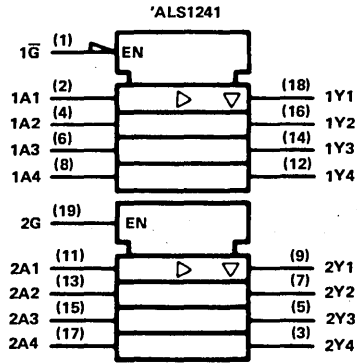 'ALS1241
1G̅ (1) EN
1A1 (2) ▷ ▽ (18) 1Y1
1A2 (4) (16) 1Y2
1A3 (6) (14) 1Y3
1A4 (8) (12) 1Y4
2G (19) EN
2A1 (11) ▷ ▽ (9) 2Y1
2A2 (13) (7) 2Y2
2A3 (15) (5) 2Y3
2A4 (17) (3) 2Y4